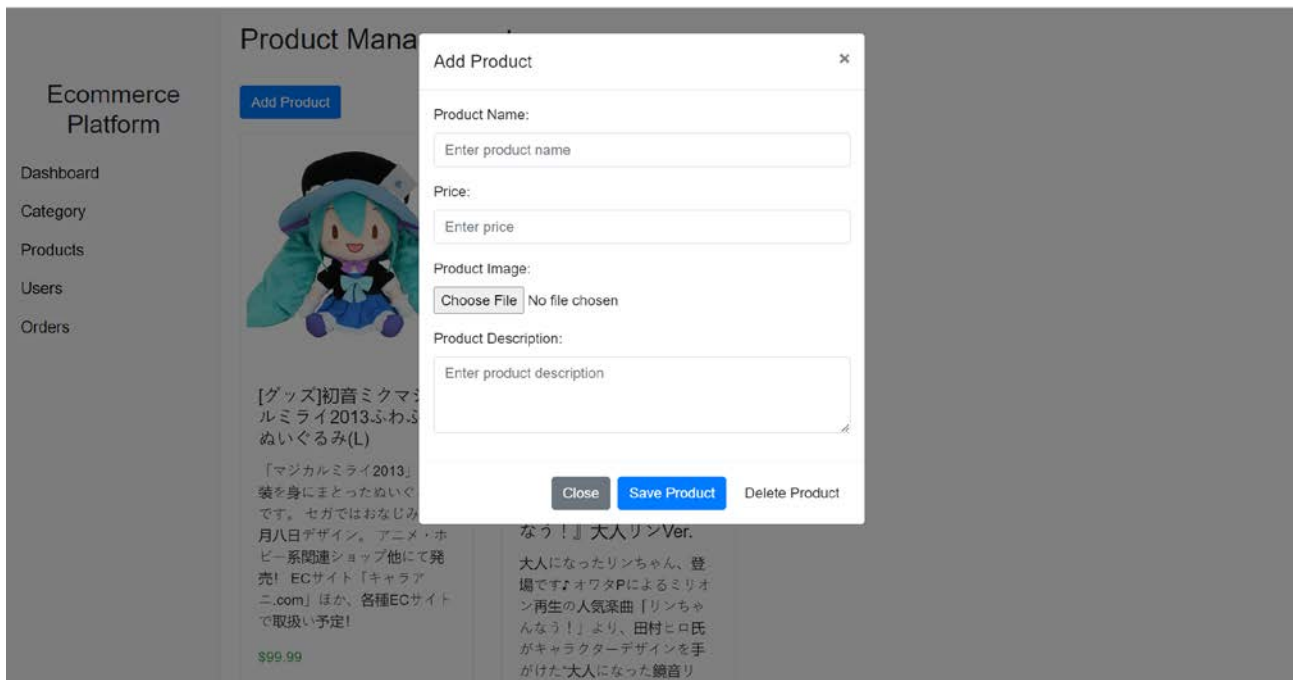 Product Mana
Ecommerce
Platform
Dashboard
Category
Products
Users
Orders
Add Product
Add Product
×
Product Name:
Enter product name
Price:
Enter price
Product Image:
Choose File No file chosen
Product Description:
Enter product description
Close Save Product Delete Product
[グッズ]初音ミクマジ
ルミライ2013ふわふ
ぬいぐるみ(L)
「マジカルミライ2013」
装を身にまとったぬいぐ
です。 セガではおなじみ
月八日デザイン。 アニメ・ホ
ビー系関連ショップ他にて発
売! ECサイト「キャラア
ニ.com」ほか、各種ECサイト
で取扱い予定!
$99.99
なう！』大人リンVer.
大人になったリンちゃん、登
場です♪オワタPによるミリオ
ン再生の人気楽曲「リンちゃ
んなう！」より、田村ヒロ氏
がキャラクターデザインを手
がけた“大人になった鏡音リ